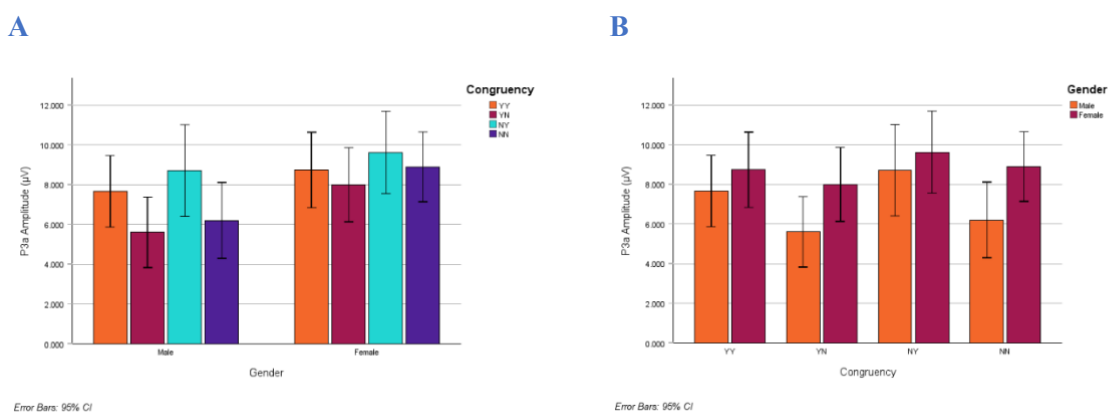 A
Congruency
YY
YN
NY
NN
12.000
10.000
8.000
6.000
4.000
2.000
0.000
P3a Amplitude (µV)
Male
Female
Gender
Error Bars: 95% CI
B
Gender
Male
Female
12.000
10.000
8.000
6.000
4.000
2.000
0.000
P3a Amplitude (µV)
YY
YN
NY
NN
Congruency
Error Bars: 95% CI